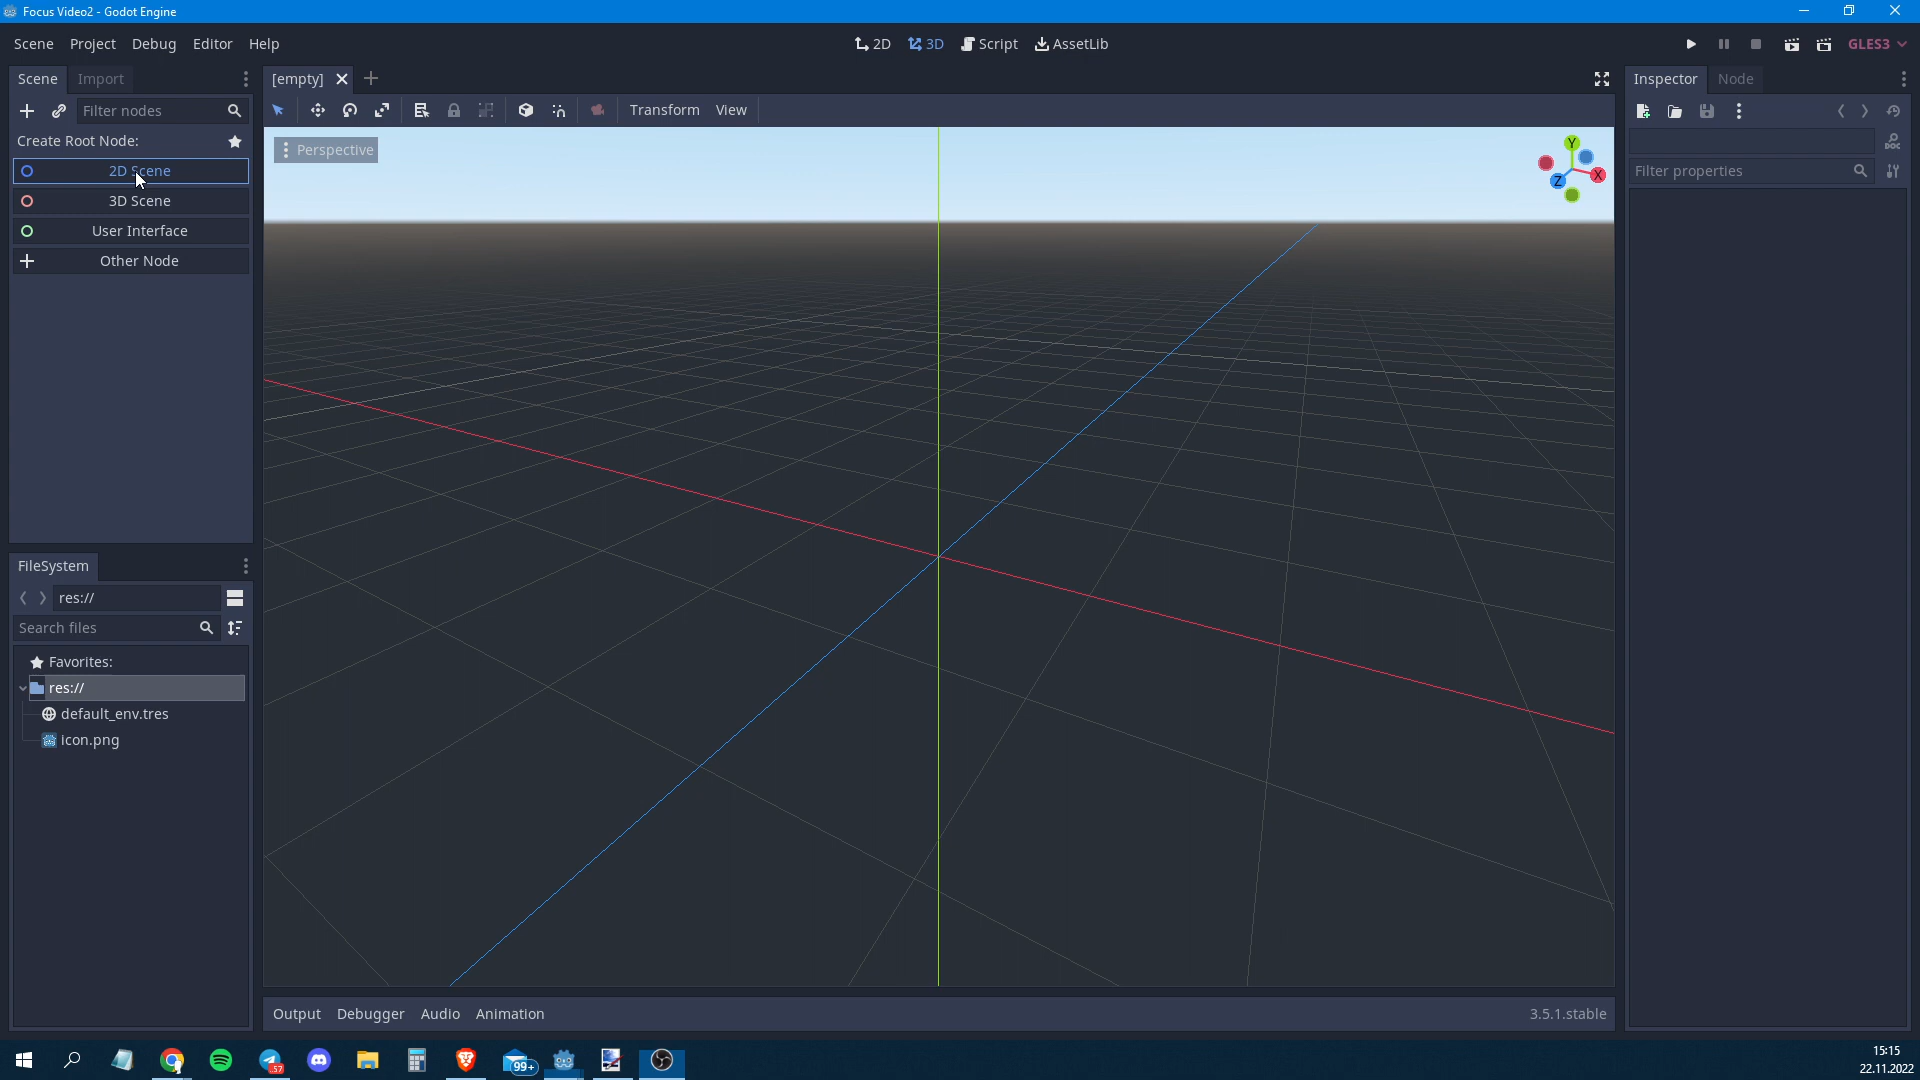 Focus Video2 - Godot Engine
Scene Project Debug Editor Help
2D 3D Script AssetLib
GLES3
Scene Import
Filter nodes
Create Root Node:
2D Scene
3D Scene
User Interface
Other Node
[empty]
Transform View
Perspective
Y
X
Z
Inspector Node
DOC
Filter properties
FileSystem
res://
Search files
Favorites:
res://
default_env.tres
icon.png
Output Debugger Audio Animation
3.5.1.stable
57
99+
15:15
22.11.2022